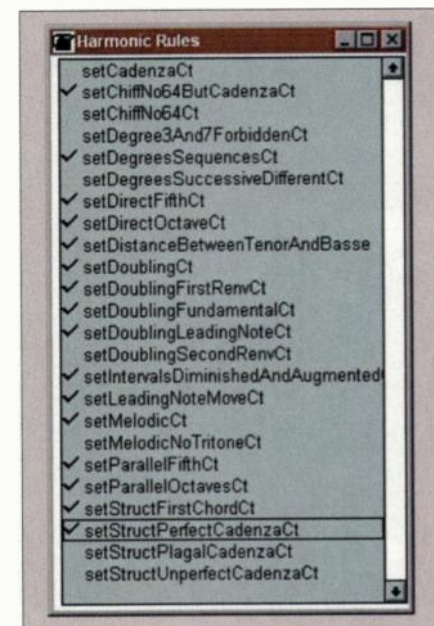 Harmonic Rules
setCadenzaCt
setChiffNo64ButCadenzaCt
setChiffNo64Ct
setDegree3And7ForbiddenCt
setDegreesSequencesCt
setDegreesSuccessiveDifferentCt
setDirectFifthCt
setDirectOctaveCt
setDistanceBetweenTenorAndBasse
setDoublingCt
setDoublingFirstRenvCt
setDoublingFundamentalCt
setDoublingLeadingNoteCt
setDoublingSecondRenvCt
setIntervalsDiminishedAndAugmented
setLeadingNoteMoveCt
setMelodicCt
setMelodicNoTritoneCt
setParallelFifthCt
setParallelOctavesCt
setStructFirstChordCt
setStructPerfectCadenzaCt
setStructPlagalCadenzaCt
setStructUnperfectCadenzaCt